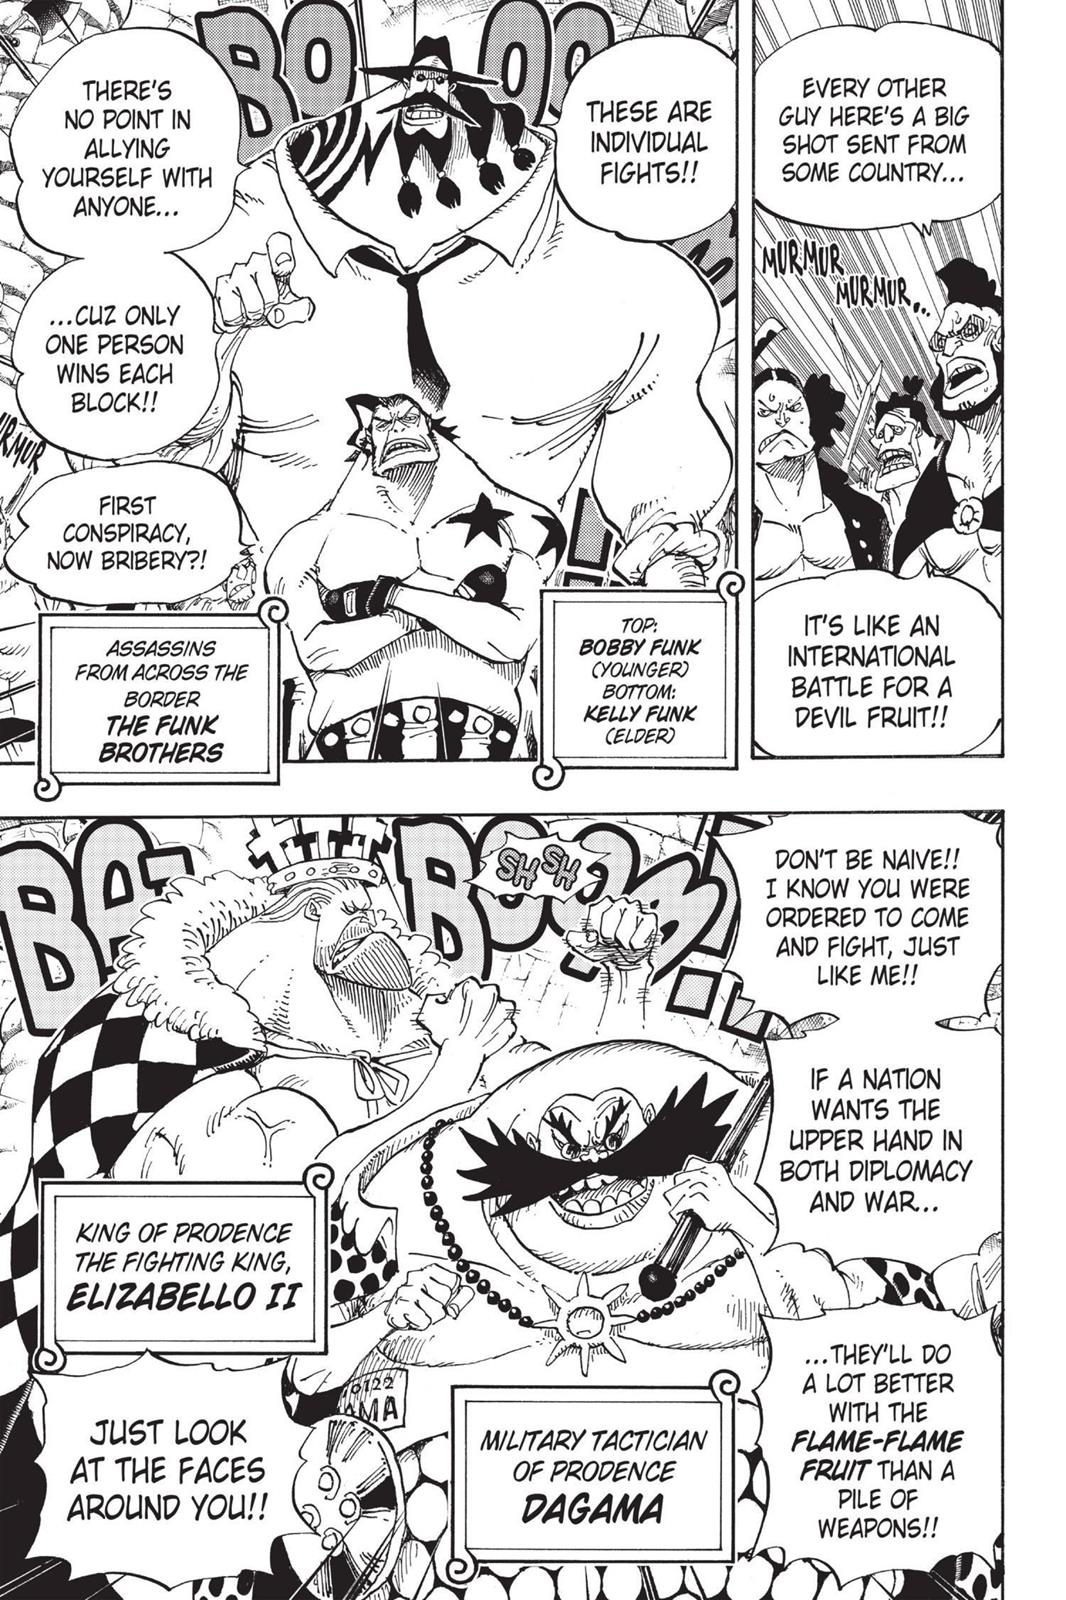 EVERY OTHER
GUY HERE'S A BIG
SHOT SENT FROM
SOME COUNTRY...
MURMUR
MURMUR...
IT'S LIKE AN
INTERNATIONAL
BATTLE FOR A
DEVIL FRUIT!!
BO OO
THESE ARE
INDIVIDUAL
FIGHTS!!
THERE'S
NO POINT IN
ALLYING
YOURSELF WITH
ANYONE...
...CUZ ONLY
ONE PERSON
WINS EACH
BLOCK!!
MURMUR
FIRST
CONSPIRACY,
NOW BRIBERY?!
TOP:
BOBBY FUNK
(YOUNGER)
BOTTOM:
KELLY FUNK
(ELDER)
ASSASSINS
FROM ACROSS THE
BORDER
THE FUNK
BROTHERS
DON'T BE NAIVE!!
I KNOW YOU WERE
ORDERED TO COME
AND FIGHT, JUST
LIKE ME!!
IF A NATION
WANTS THE
UPPER HAND IN
BOTH DIPLOMACY
AND WAR...
...THEY'LL DO
A LOT BETTER
WITH THE
FLAME-FLAME
FRUIT THAN A
PILE OF
WEAPONS!!
SH SH
KING OF PRODENCE
THE FIGHTING KING,
ELIZABELLO II
MILITARY TACTICIAN
OF PRODENCE
DAGAMA
0122
AMA
JUST LOOK
AT THE FACES
AROUND YOU!!